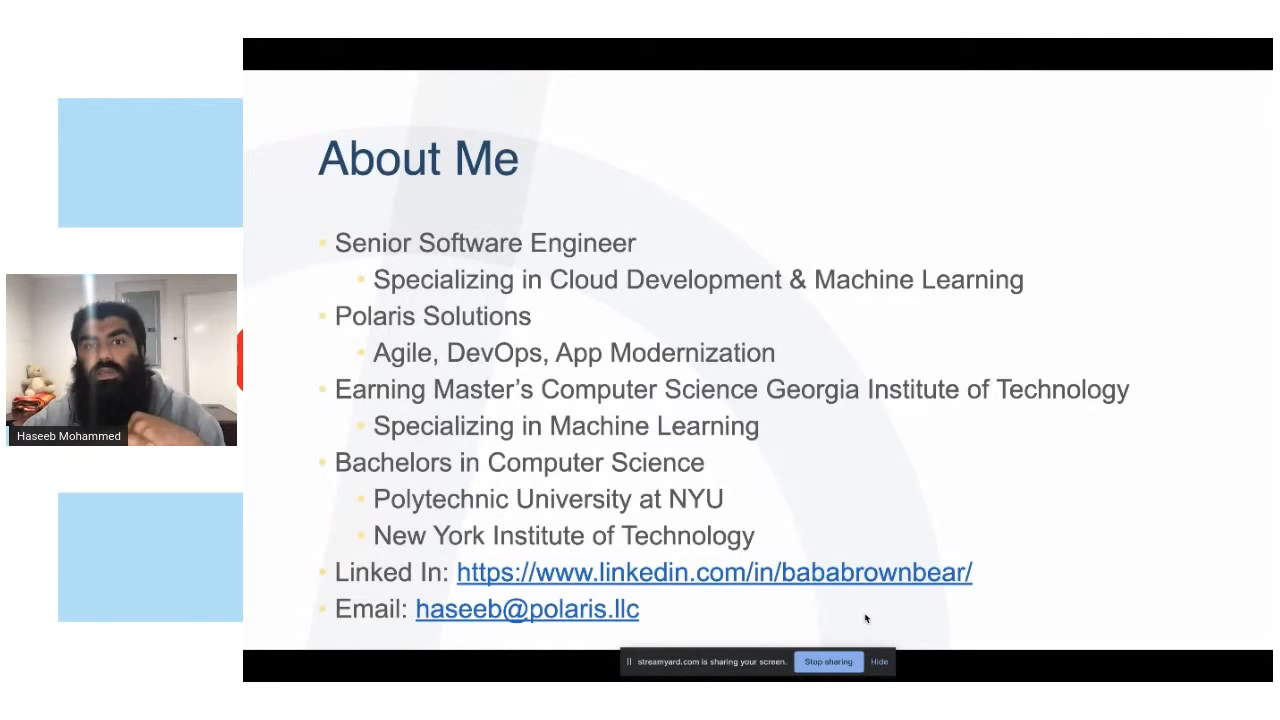 About Me
Senior Software Engineer
Specializing in Cloud Development & Machine Learning
Polaris Solutions
Agile, DevOps, App Modernization
Earning Master's Computer Science Georgia Institute of Technology
Specializing in Machine Learning
Bachelors in Computer Science
Polytechnic University at NYU
New York Institute of Technology
Linked In: https://www.linkedin.com/in/bababrownbear/
Email: haseeb@polaris.llc
Haseeb Mohammed
streamyard.com is sharing your screen. Stop sharing Hide